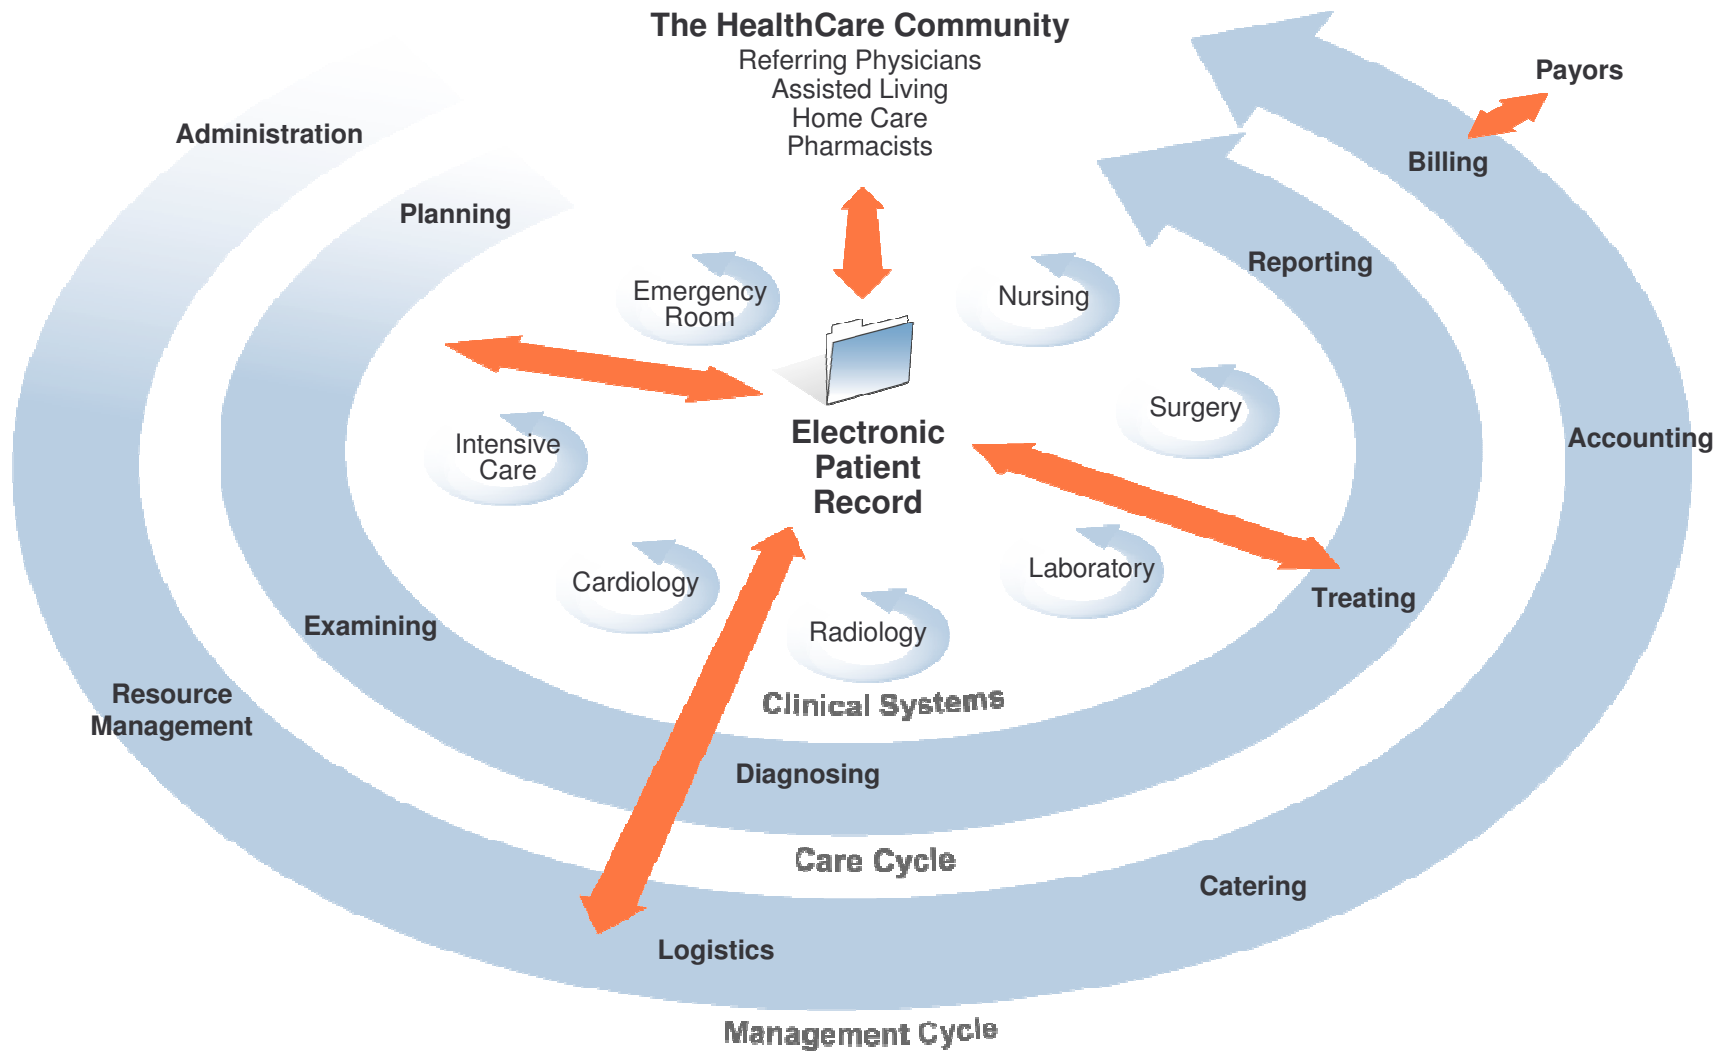 The HealthCare Community
Referring Physicians
Assisted Living
Home Care
Pharmacists
Payors
Administration
Billing
Planning
Reporting
Emergency
Room
Nursing
Surgery
Electronic
Patient
Record
Intensive
Care
Accounting
Cardiology
Laboratory
Radiology
Treating
Examining
Resource
Management
Clinical Systems
Diagnosing
Care Cycle
Catering
Logistics
Management Cycle